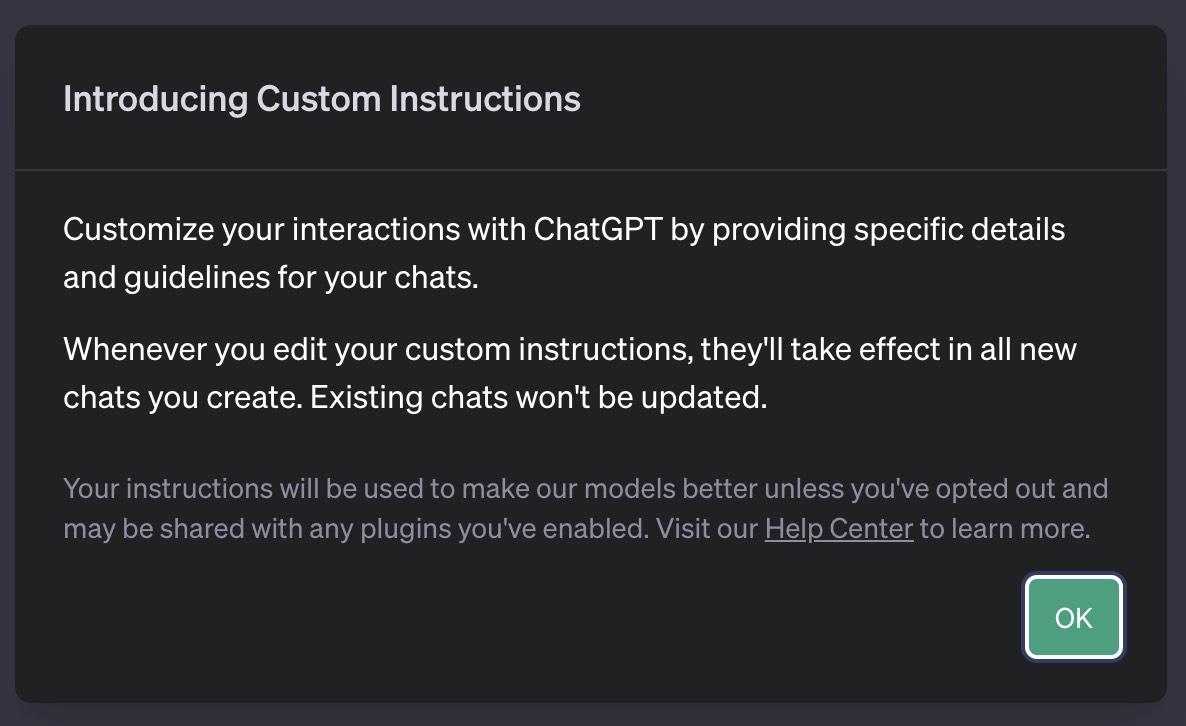 Introducing Custom Instructions
Customize your interactions with ChatGPT by providing specific details
and guidelines for your chats.
Whenever you edit your custom instructions, they'll take effect in all new
chats you create. Existing chats won't be updated.
Your instructions will be used to make our models better unless you've opted out and
may be shared with any plugins you've enabled. Visit our Help Center to learn more.
OK